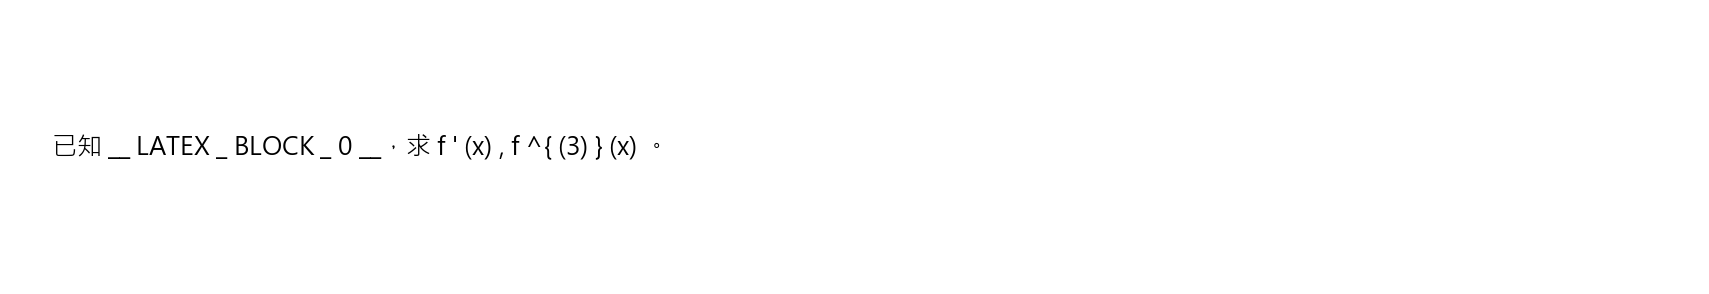 已知 __ LATEX _ BLOCK _ 0 __，求 f ' (x) , f ^{ (3) } (x) 。